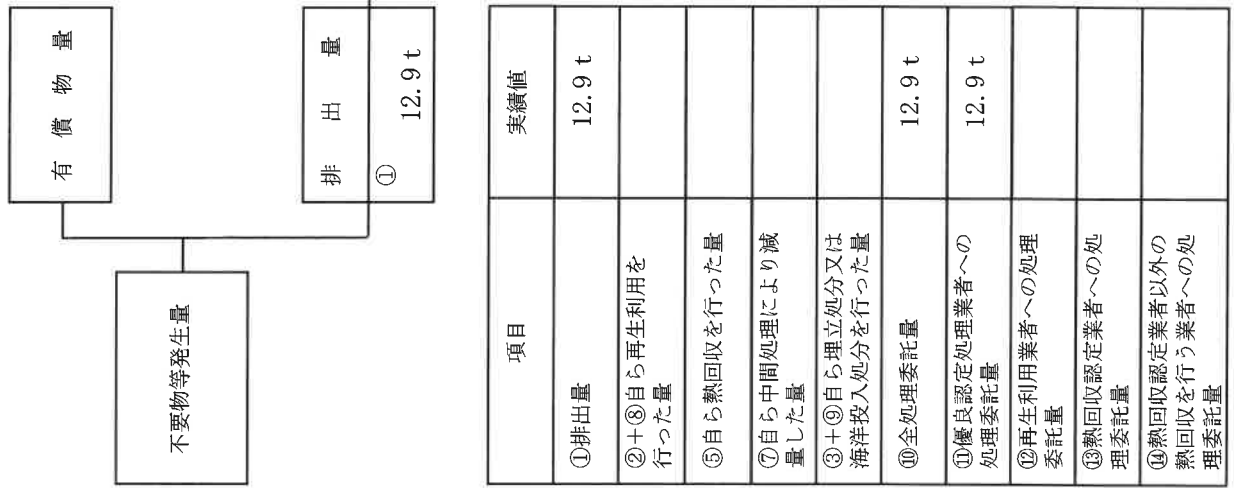 有償物量
不要物等発生量
排出量
①
12.9 t
項目
実績値
①排出量
12.9 t
②+⑧自ら再生利用を
行った量
⑤自ら熱回収を行った量
⑦自ら中間処理により減
量した量
③+⑨自ら埋立処分又は
海洋投入処分を行った量
⑩全処理委託量
12.9 t
⑪優良認定処理業者への
処理委託量
12.9 t
⑫再生利用業者への処理
委託量
⑬熱回収認定業者への処
理委託量
⑭熱回収認定業者以外の
熱回収を行う業者への処
理委託量